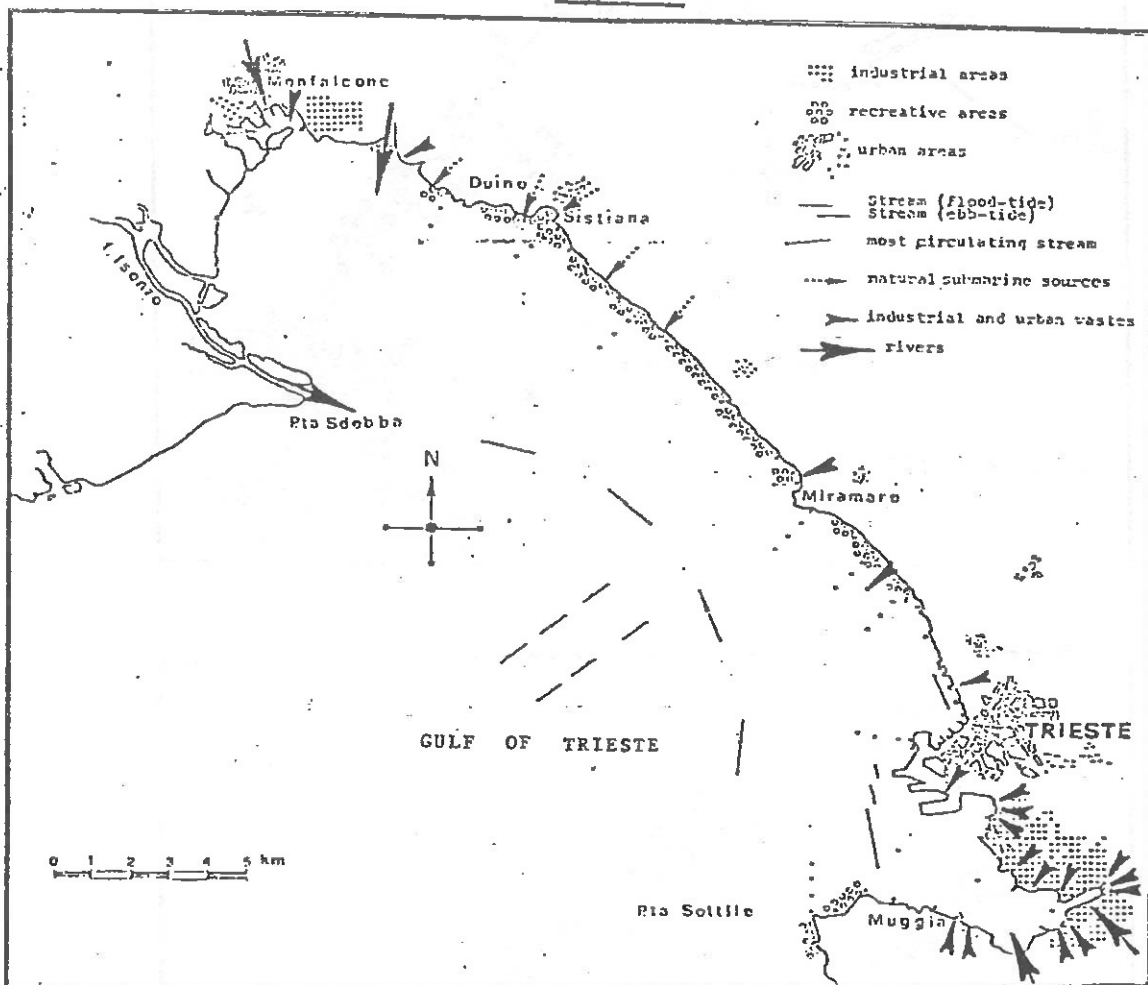 Monfalcone
industrial areas
recreative areas
urban areas
Stream (flood-tide)
Stream (ebb-tide)
most circulating stream
natural submarine sources
industrial and urban wastes
rivers
Duino
Sistiana
f. Isonzo
P.ta Sdobba
N
Miramare
GULF OF TRIESTE
TRIESTE
0 1 2 3 4 5 km
P.ta Sottile
Muggia